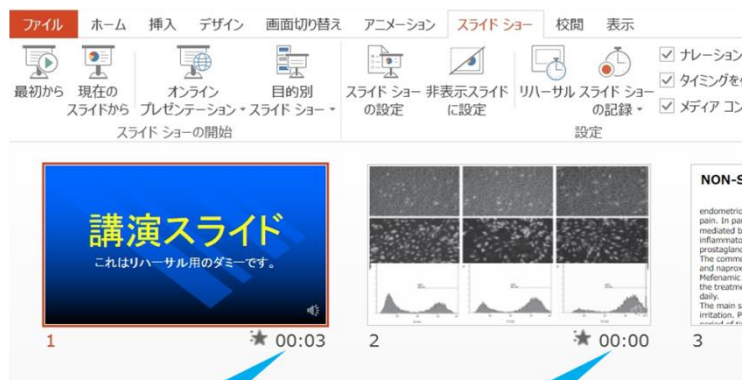 ファイル ホーム 挿入 デザイン 画面切り替え アニメーション スライド ショー 校閲 表示
最初から 現在の スライドから オンライン プレゼンテーション 目的別 スライド ショー スライド ショー の設定 非表示スライド に設定 リハーサル スライド ショー の記録
ナレーション
タイミングを
メディア コン
スライド ショーの開始 設定
講演スライド
これはリハーサル用のダミーです。
1 00:03 2 00:00 3
NON-S
endometric
pain. In par
mediated b
inflammato
prostagland
The commo
and naprox
Mefenamic
the treatme
daily.
The main s
irritation. P